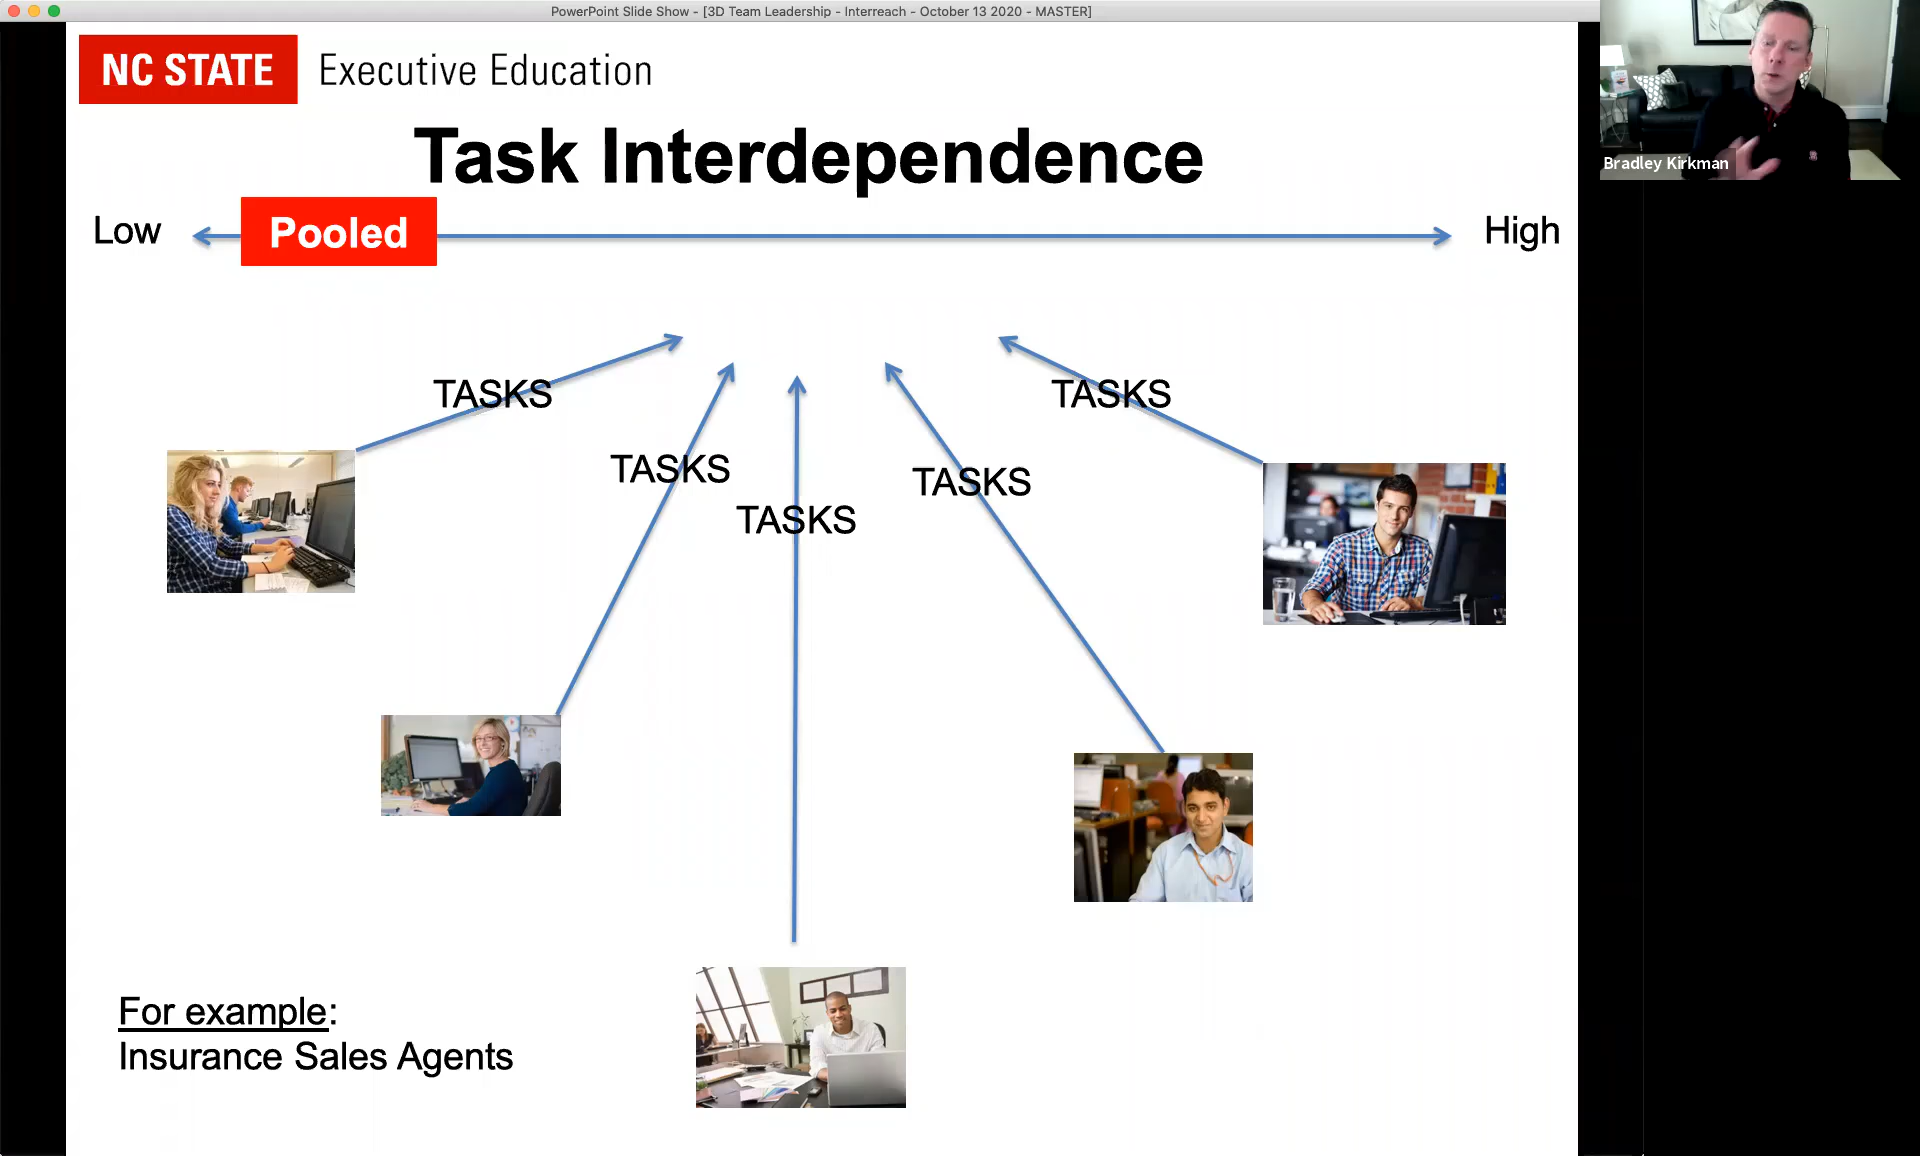 PowerPoint Slide Show - [3D Team Leadership - Interreach - October 13 2020 - MASTER]
NC STATE Executive Education
Bradley Kirkman
Task Interdependence
Low Pooled High
TASKS TASKS
TASKS
TASKS
TASKS
For example:
Insurance Sales Agents